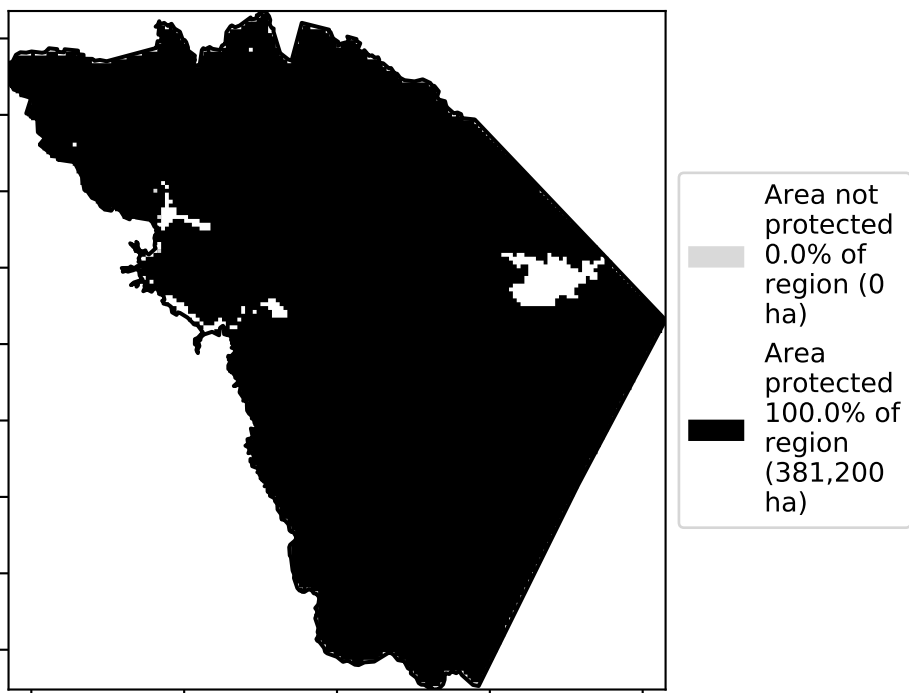 Area not
protected
0.0% of
region (0
ha)
Area
protected
100.0% of
region
(381,200
ha)